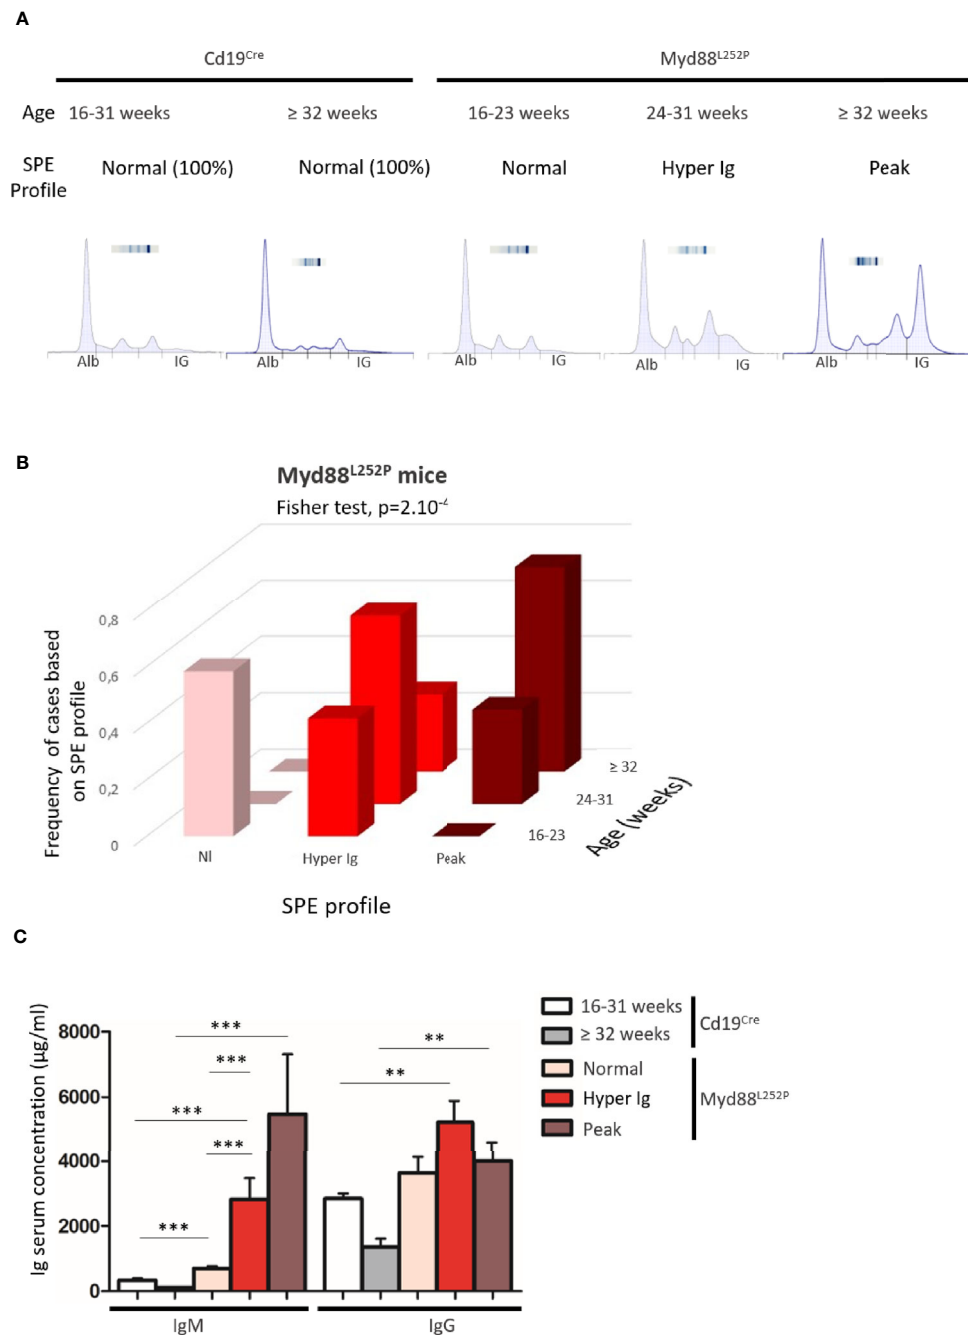 A
Cd19Cre Myd88L252P
Age 16-31 weeks ≥ 32 weeks 16-23 weeks 24-31 weeks ≥ 32 weeks
SPE Profile Normal (100%) Normal (100%) Normal Hyper Ig Peak
Alb IG Alb IG Alb IG Alb IG Alb IG
B
Myd88L252P mice
Fisher test, p=2.10-4
Frequency of cases based
on SPE profile
0,8
0,6
0,4
0,2
0
≥ 32
24-31
16-23
Age (weeks)
Nl Hyper Ig Peak
SPE profile
C
Ig serum concentration (µg/ml)
8000
6000
4000
2000
0
*** *** *** *** ***
** **
IgM IgG
16-31 weeks
≥ 32 weeks
Cd19Cre
Normal
Hyper Ig
Peak
Myd88L252P